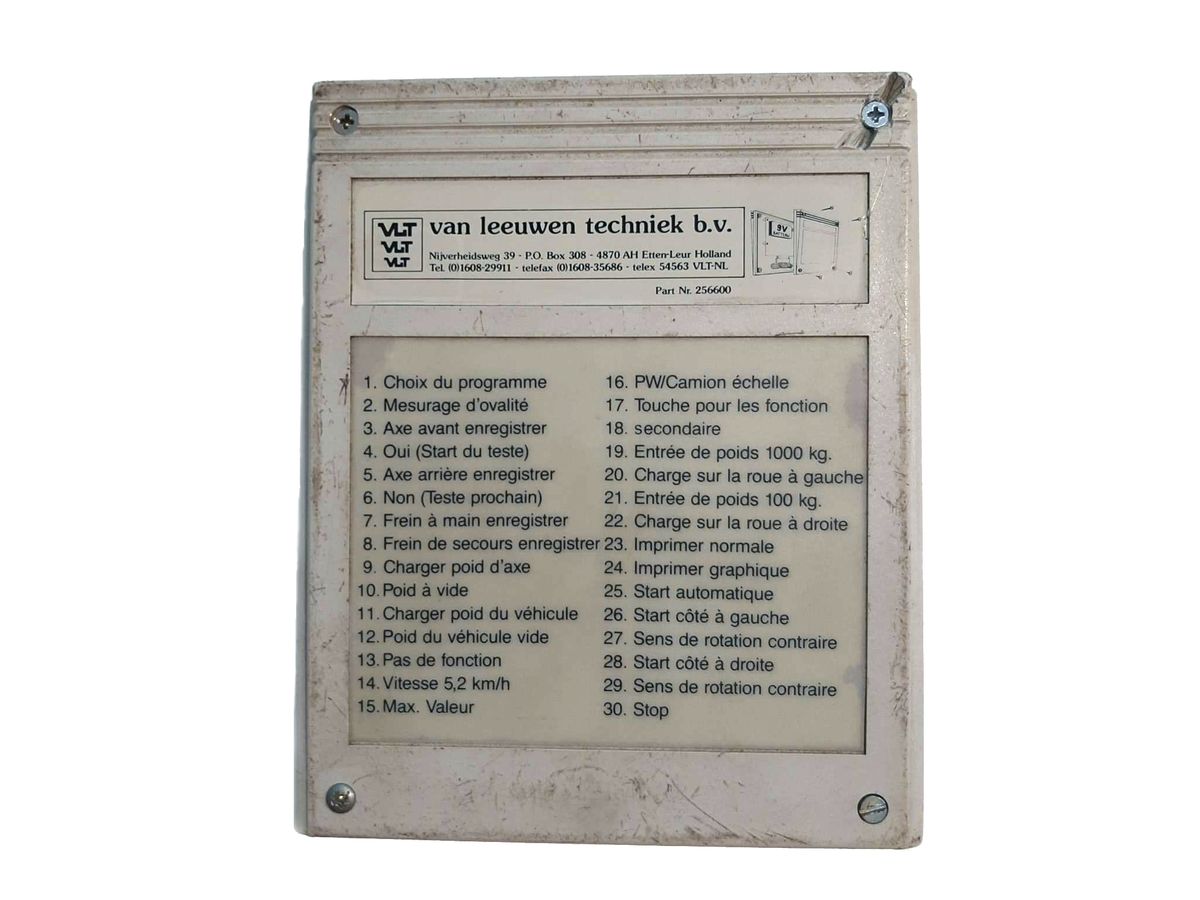 VLT
VLT
VLT
van leeuwen techniek b.v.
Nijverheidsweg 39 - P.O. Box 308 - 4870 AH Etten-Leur Holland
Tel. (0)1608-29911 - telefax (0)1608-35686 - telex 54563 VLT-NL
9V
BATTERY
Part Nr. 256600
1. Choix du programme
2. Mesurage d'ovalité
3. Axe avant enregistrer
4. Oui (Start du teste)
5. Axe arrière enregistrer
6. Non (Teste prochain)
7. Frein à main enregistrer
8. Frein de secours enregistrer
9. Charger poid d'axe
10. Poid à vide
11. Charger poid du véhicule
12. Poid du véhicule vide
13. Pas de fonction
14. Vitesse 5,2 km/h
15. Max. Valeur
16. PW/Camion échelle
17. Touche pour les fonction
18. secondaire
19. Entrée de poids 1000 kg.
20. Charge sur la roue à gauche
21. Entrée de poids 100 kg.
22. Charge sur la roue à droite
23. Imprimer normale
24. Imprimer graphique
25. Start automatique
26. Start côté à gauche
27. Sens de rotation contraire
28. Start côté à droite
29. Sens de rotation contraire
30. Stop